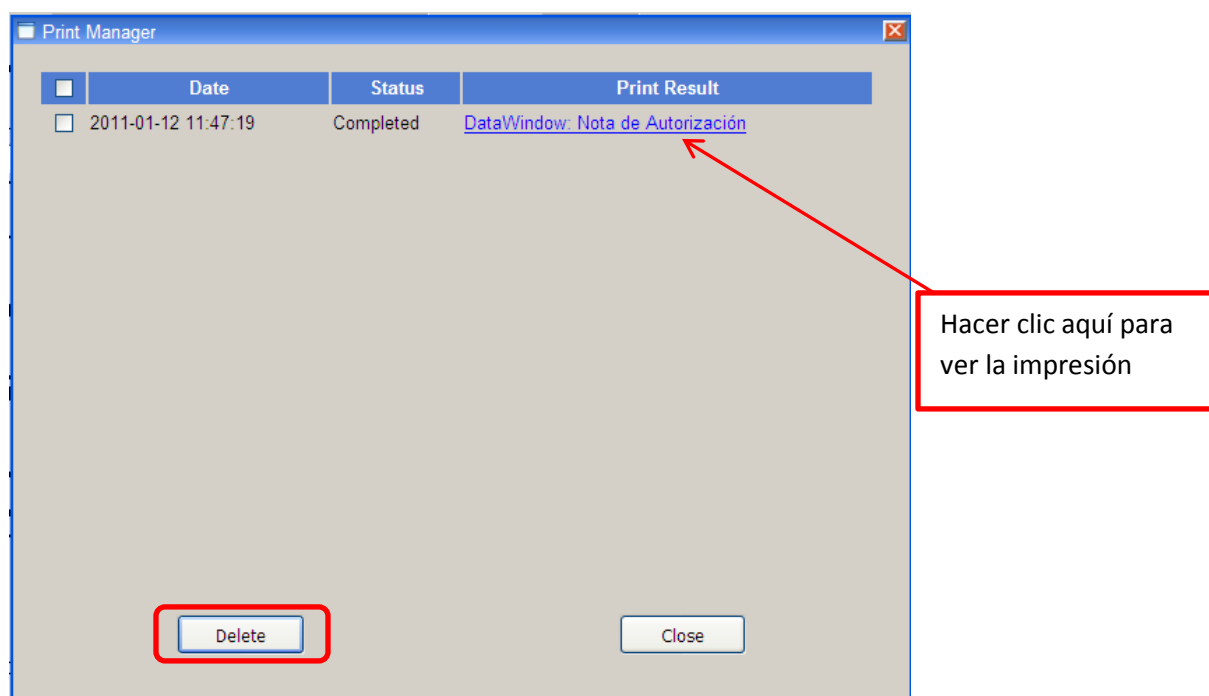 Print Manager
Date Status Print Result
2011-01-12 11:47:19 Completed DataWindow: Nota de Autorización
Hacer clic aquí para
ver la impresión
Delete Close